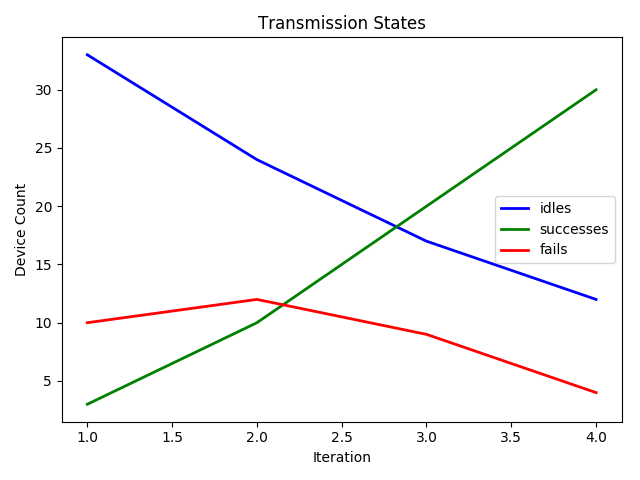 Transmission States
Device Count
30
25
20
15
10
5
idles
successes
fails
1.0 1.5 2.0 2.5 3.0 3.5 4.0
Iteration